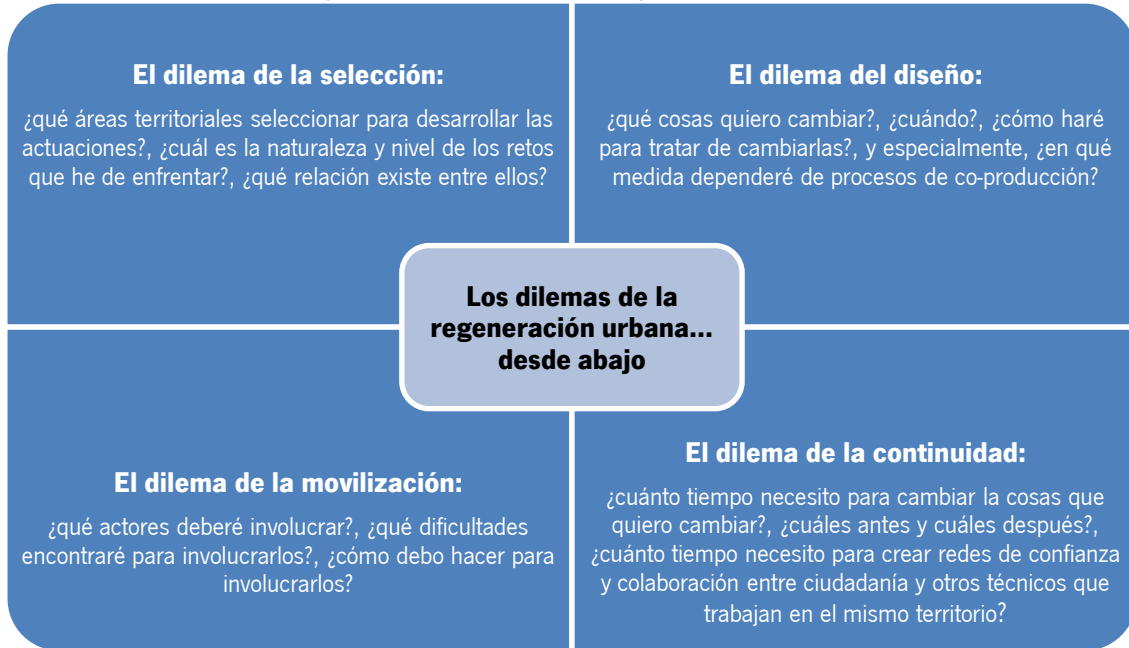 El dilema de la selección:
¿qué áreas territoriales seleccionar para desarrollar las
actuaciones?, ¿cuál es la naturaleza y nivel de los retos
que he de enfrentar?, ¿qué relación existe entre ellos?
El dilema del diseño:
¿qué cosas quiero cambiar?, ¿cuándo?, ¿cómo haré
para tratar de cambiarlas?, y especialmente, ¿en qué
medida dependeré de procesos de co-producción?
Los dilemas de la
regeneración urbana...
desde abajo
El dilema de la movilización:
¿qué actores deberé involucrar?, ¿qué dificultades
encontraré para involucrarlos?, ¿cómo debo hacer para
involucrarlos?
El dilema de la continuidad:
¿cuánto tiempo necesito para cambiar la cosas que
quiero cambiar?, ¿cuáles antes y cuáles después?,
¿cuánto tiempo necesito para crear redes de confianza
y colaboración entre ciudadanía y otros técnicos que
trabajan en el mismo territorio?